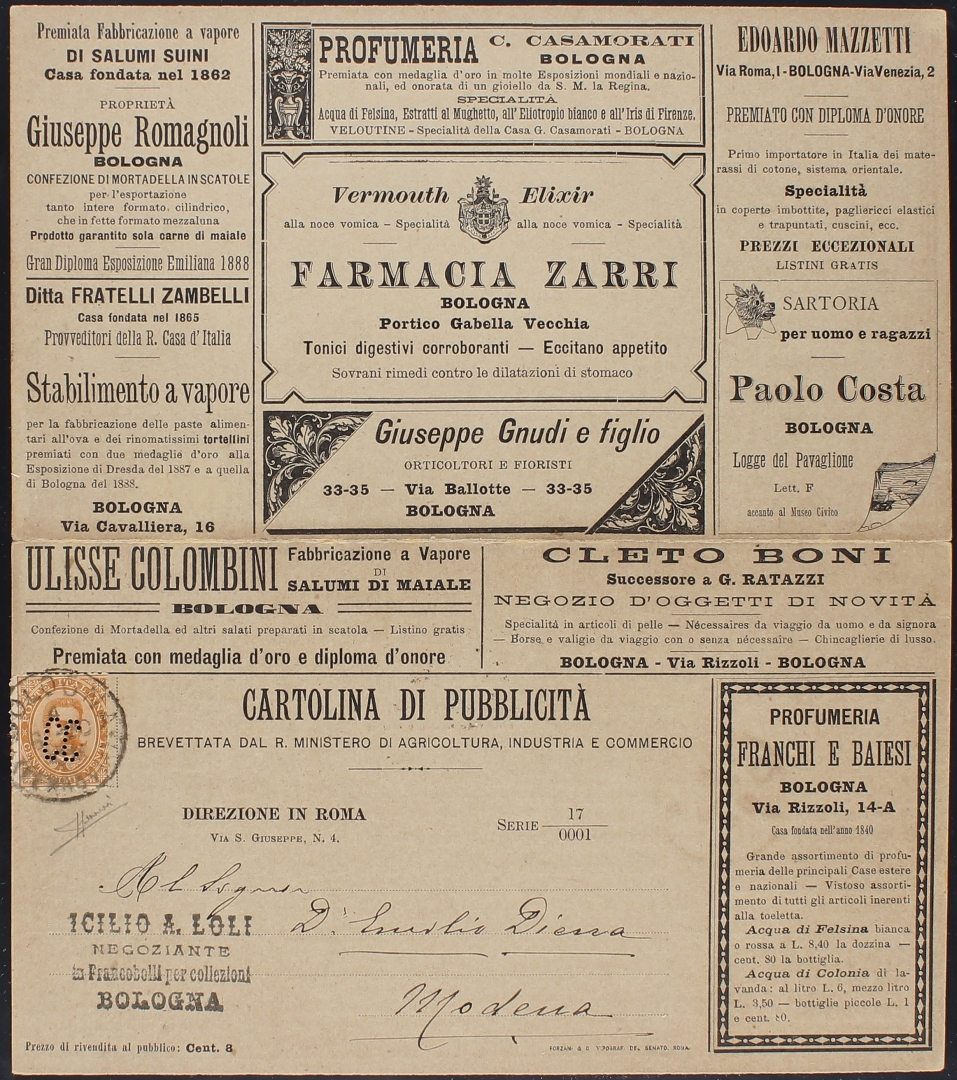 Premiata Fabbricazione a vapore
DI SALUMI SUINI
Casa fondata nel 1862
PROPRIETÀ
Giuseppe Romagnoli
BOLOGNA
CONFEZIONE DI MORTADELLA IN SCATOLE
per l'esportazione
tanto intere formato cilindrico,
che in fette formato mezzaluna
Prodotto garantito sola carne di maiale
Gran Diploma Esposizione Emiliana 1888
Ditta FRATELLI ZAMBELLI
Casa fondata nel 1865
Provveditori della R. Casa d'Italia
Stabilimento a vapore
per la fabbricazione delle paste alimen-
tari all'ova e dei rinomatissimi tortellini
premiati con due medaglie d'oro alla
Esposizione di Dresda del 1887 e a quella
di Bologna del 1888.
BOLOGNA
Via Cavalliera, 16
PROFUMERIA C. CASAMORATI
BOLOGNA
Premiata con medaglia d'oro in molte Esposizioni mondiali e nazio-
nali, ed onorata di un gioiello da S. M. la Regina.
SPECIALITÀ
Acqua di Felsina, Estratti al Mughetto, all'Eliotropio bianco e all'Iris di Firenze.
VELOUTINE - Specialità della Casa G. Casamorati - BOLOGNA
Vermouth Elixir
alla noce vomica - Specialità alla noce vomica - Specialità
FARMACIA ZARRI
BOLOGNA
Portico Gabella Vecchia
Tonici digestivi corroboranti — Eccitano appetito
Sovrani rimedi contro le dilatazioni di stomaco
Giuseppe Gnudi e figlio
ORTICOLTORI E FIORISTI
33-35 — Via Ballotte — 33-35
BOLOGNA
EDOARDO MAZZETTI
Via Roma, 1 - BOLOGNA - Via Venezia, 2
PREMIATO CON DIPLOMA D'ONORE
Primo importatore in Italia dei mate-
rassi di cotone, sistema orientale.
Specialità
in coperte imbottite, pagliericci elastici
e trapuntati, cuscini, ecc.
PREZZI ECCEZIONALI
LISTINI GRATIS
SARTORIA
per uomo e ragazzi
Paolo Costa
BOLOGNA
Logge del Pavaglione
Lett. F
accanto al Museo Civico
ULISSE COLOMBINI
Fabbricazione a Vapore
DI
SALUMI DI MAIALE
BOLOGNA
Confezione di Mortadella ed altri salati preparati in scatola — Listino gratis
Premiata con medaglia d'oro e diploma d'onore
CLETO BONI
Successore a G. RATAZZI
NEGOZIO D'OGGETTI DI NOVITÀ
Specialità in articoli di pelle — Nécessaires da viaggio da uomo e da signora
— Borse e valigie da viaggio con o senza nécessaire — Chincaglierie di lusso.
BOLOGNA - Via Rizzoli - BOLOGNA
CARTOLINA DI PUBBLICITÀ
BREVETTATA DAL R. MINISTERO DI AGRICOLTURA, INDUSTRIA E COMMERCIO
DIREZIONE IN ROMA
VIA S. GIUSEPPE, N. 4.
SERIE 17
0001
Al Signor
D. Emilio Diena
Modena
ICILIO A. LOLI
NEGOZIANTE
in Francobolli per collezioni
BOLOGNA
Prezzo di rivendita al pubblico: Cent. 8
FORZANI & C. TIPOGRAFI DEL SENATO, ROMA.
PROFUMERIA
FRANCHI E BAIESI
BOLOGNA
Via Rizzoli, 14-A
Casa fondata nell'anno 1840
Grande assortimento di profu-
meria delle principali Case estere
e nazionali — Vistoso assorti-
mento di tutti gli articoli inerenti
alla toeletta.
Acqua di Felsina bianca
o rossa a L. 8,40 la dozzina —
cent. 80 la bottiglia.
Acqua di Colonia di la-
vanda: al litro L. 6, mezzo litro
L. 3,50 — bottiglie piccole L. 1
e cent. 80.